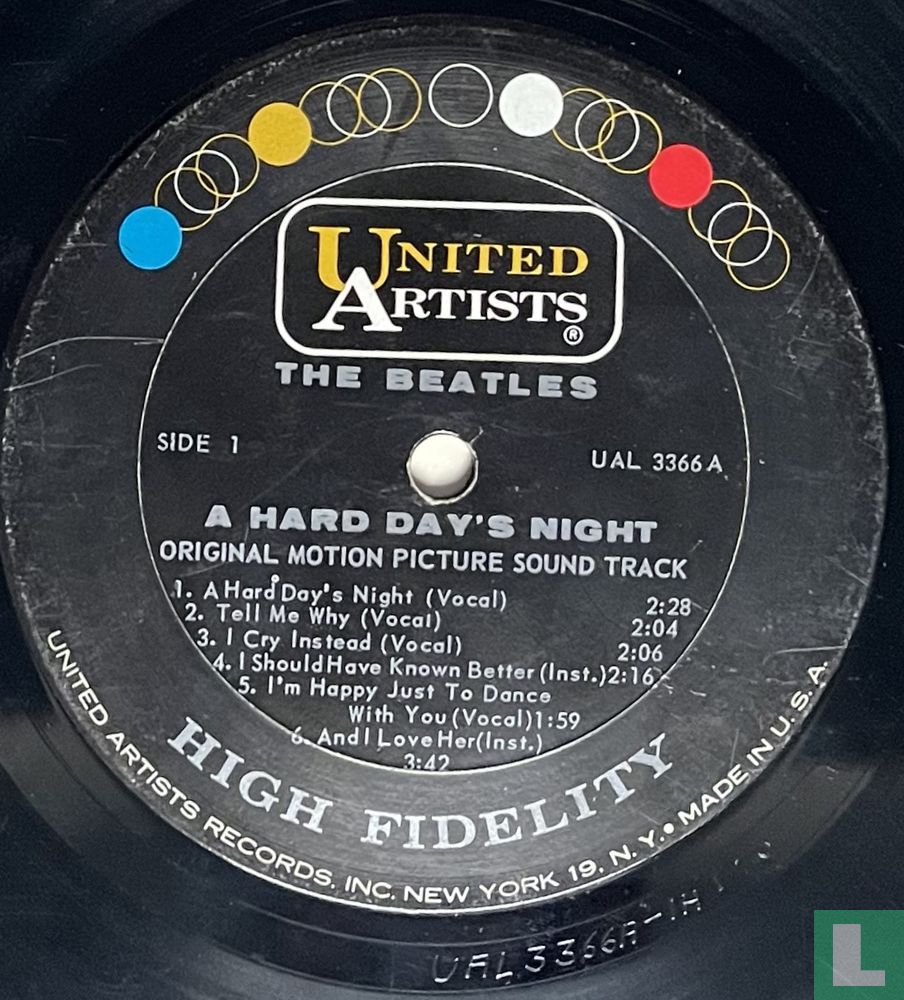 UNITED
ARTISTS
®
THE BEATLES
SIDE 1
UAL 3366 A
A HARD DAY'S NIGHT
ORIGINAL MOTION PICTURE SOUND TRACK
1. A Hard Day's Night (Vocal) 2:28
2. Tell Me Why (Vocal) 2:04
3. I Cry Instead (Vocal) 2:06
4. I Should Have Known Better (Inst.) 2:16
5. I'm Happy Just To Dance
With You (Vocal) 1:59
6. And I Love Her (Inst.)
3:42
HIGH FIDELITY
UNITED ARTISTS RECORDS, INC. NEW YORK 19, N. Y. • MADE IN U. S. A.
UAL3366A-1H
L